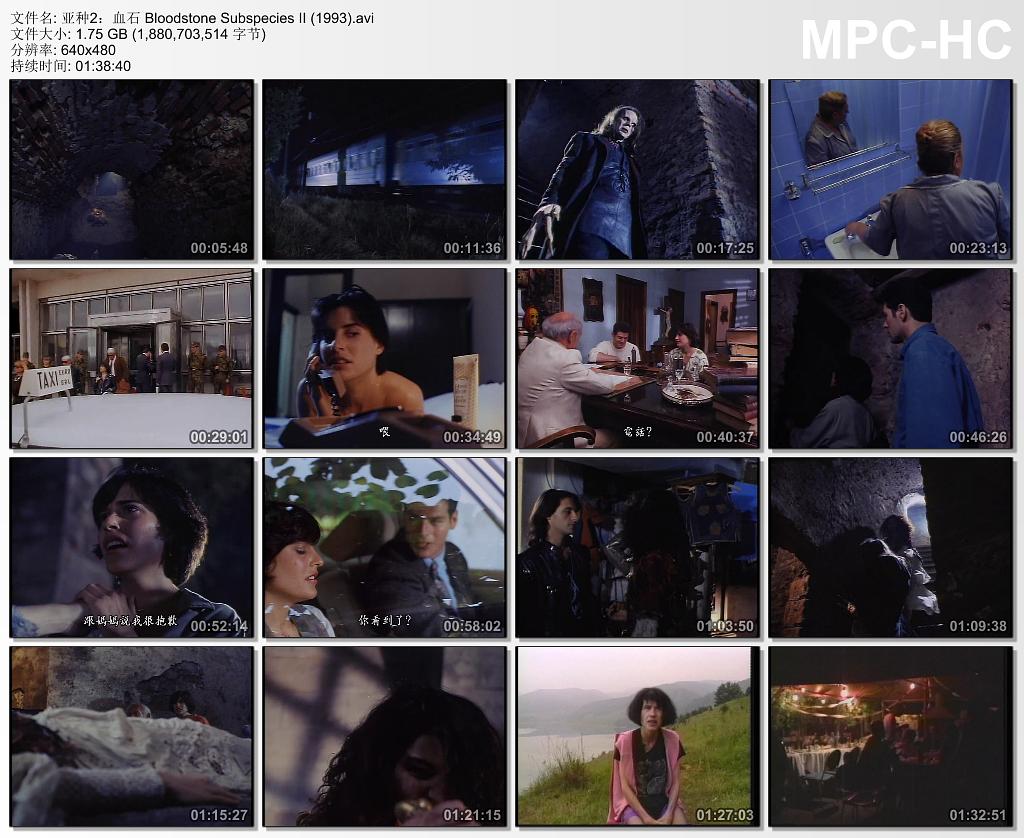 文件名: 亚种2：血石 Bloodstone Subspecies II (1993).avi
文件大小: 1.75 GB (1,880,703,514 字节)
分辨率: 640x480
持续时间: 01:38:40
MPC-HC
00:05:48
00:11:36
00:17:25
00:23:13
TAXI
00:29:01
喂
00:34:49
電話?
00:40:37
00:46:26
跟媽媽說我很抱歉
00:52:14
你看到了?
00:58:02
01:03:50
01:09:38
01:15:27
01:21:15
01:27:03
01:32:51